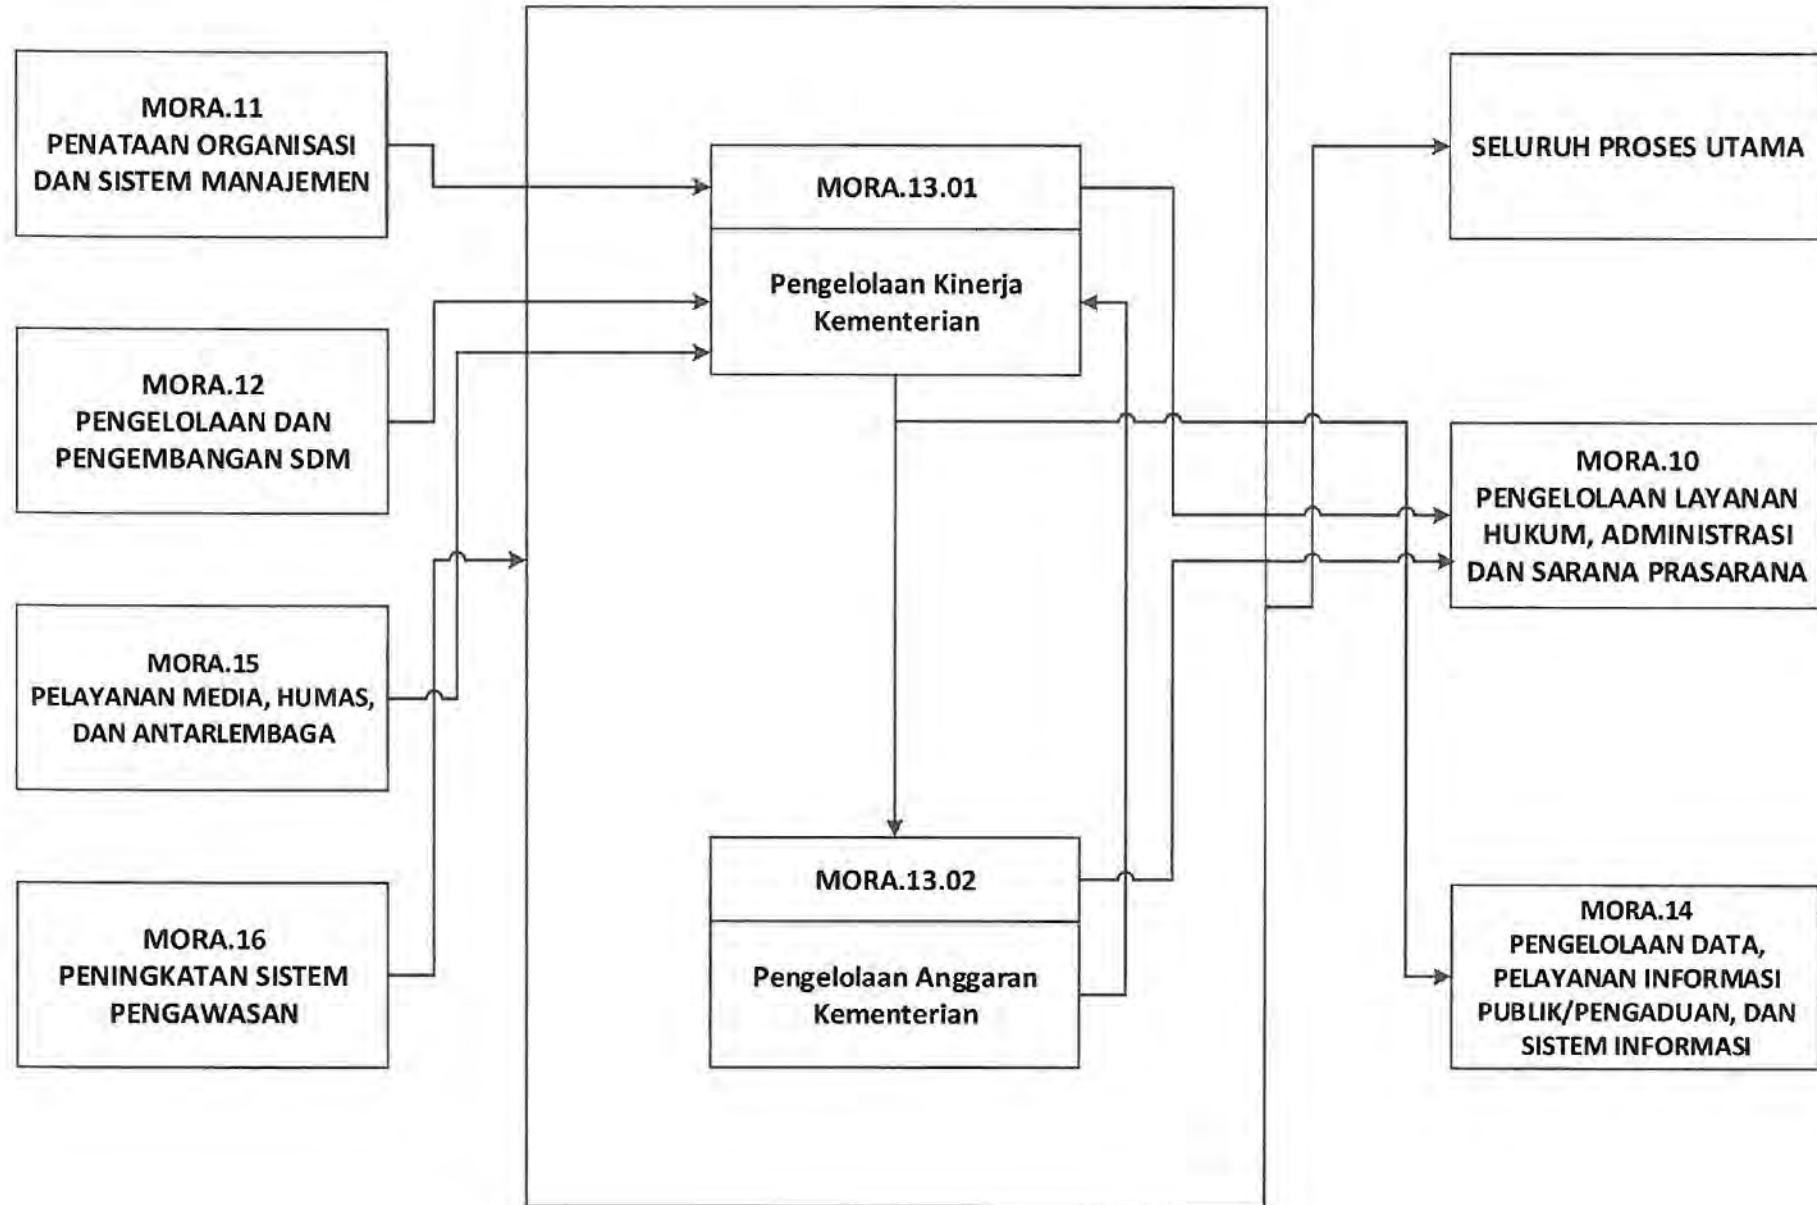 MORA.11
PENATAAN ORGANISASI
DAN SISTEM MANAJEMEN
MORA.12
PENGELOLAAN DAN
PENGEMBANGAN SDM
MORA.15
PELAYANAN MEDIA, HUMAS,
DAN ANTARLEMBAGA
MORA.16
PENINGKATAN SISTEM
PENGAWASAN
MORA.13.01
Pengelolaan Kinerja
Kementerian
MORA.13.02
Pengelolaan Anggaran
Kementerian
SELURUH PROSES UTAMA
MORA.10
PENGELOLAAN LAYANAN
HUKUM, ADMINISTRASI
DAN SARANA PRASARANA
MORA.14
PENGELOLAAN DATA,
PELAYANAN INFORMASI
PUBLIK/PENGADUAN, DAN
SISTEM INFORMASI